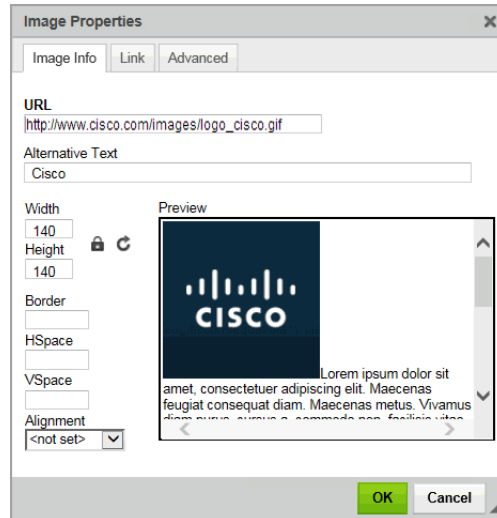 Image Properties
Image Info
Link
Advanced
URL
http://www.cisco.com/images/logo_cisco.gif
Alternative Text
Cisco
Width
140
Height
140
Border
HSpace
VSpace
Alignment
<not set>
Preview
CISCO
Lorem ipsum dolor sit
amet, consectetuer adipiscing elit. Maecenas
feugiat consequat diam. Maecenas metus. Vivamus
OK
Cancel